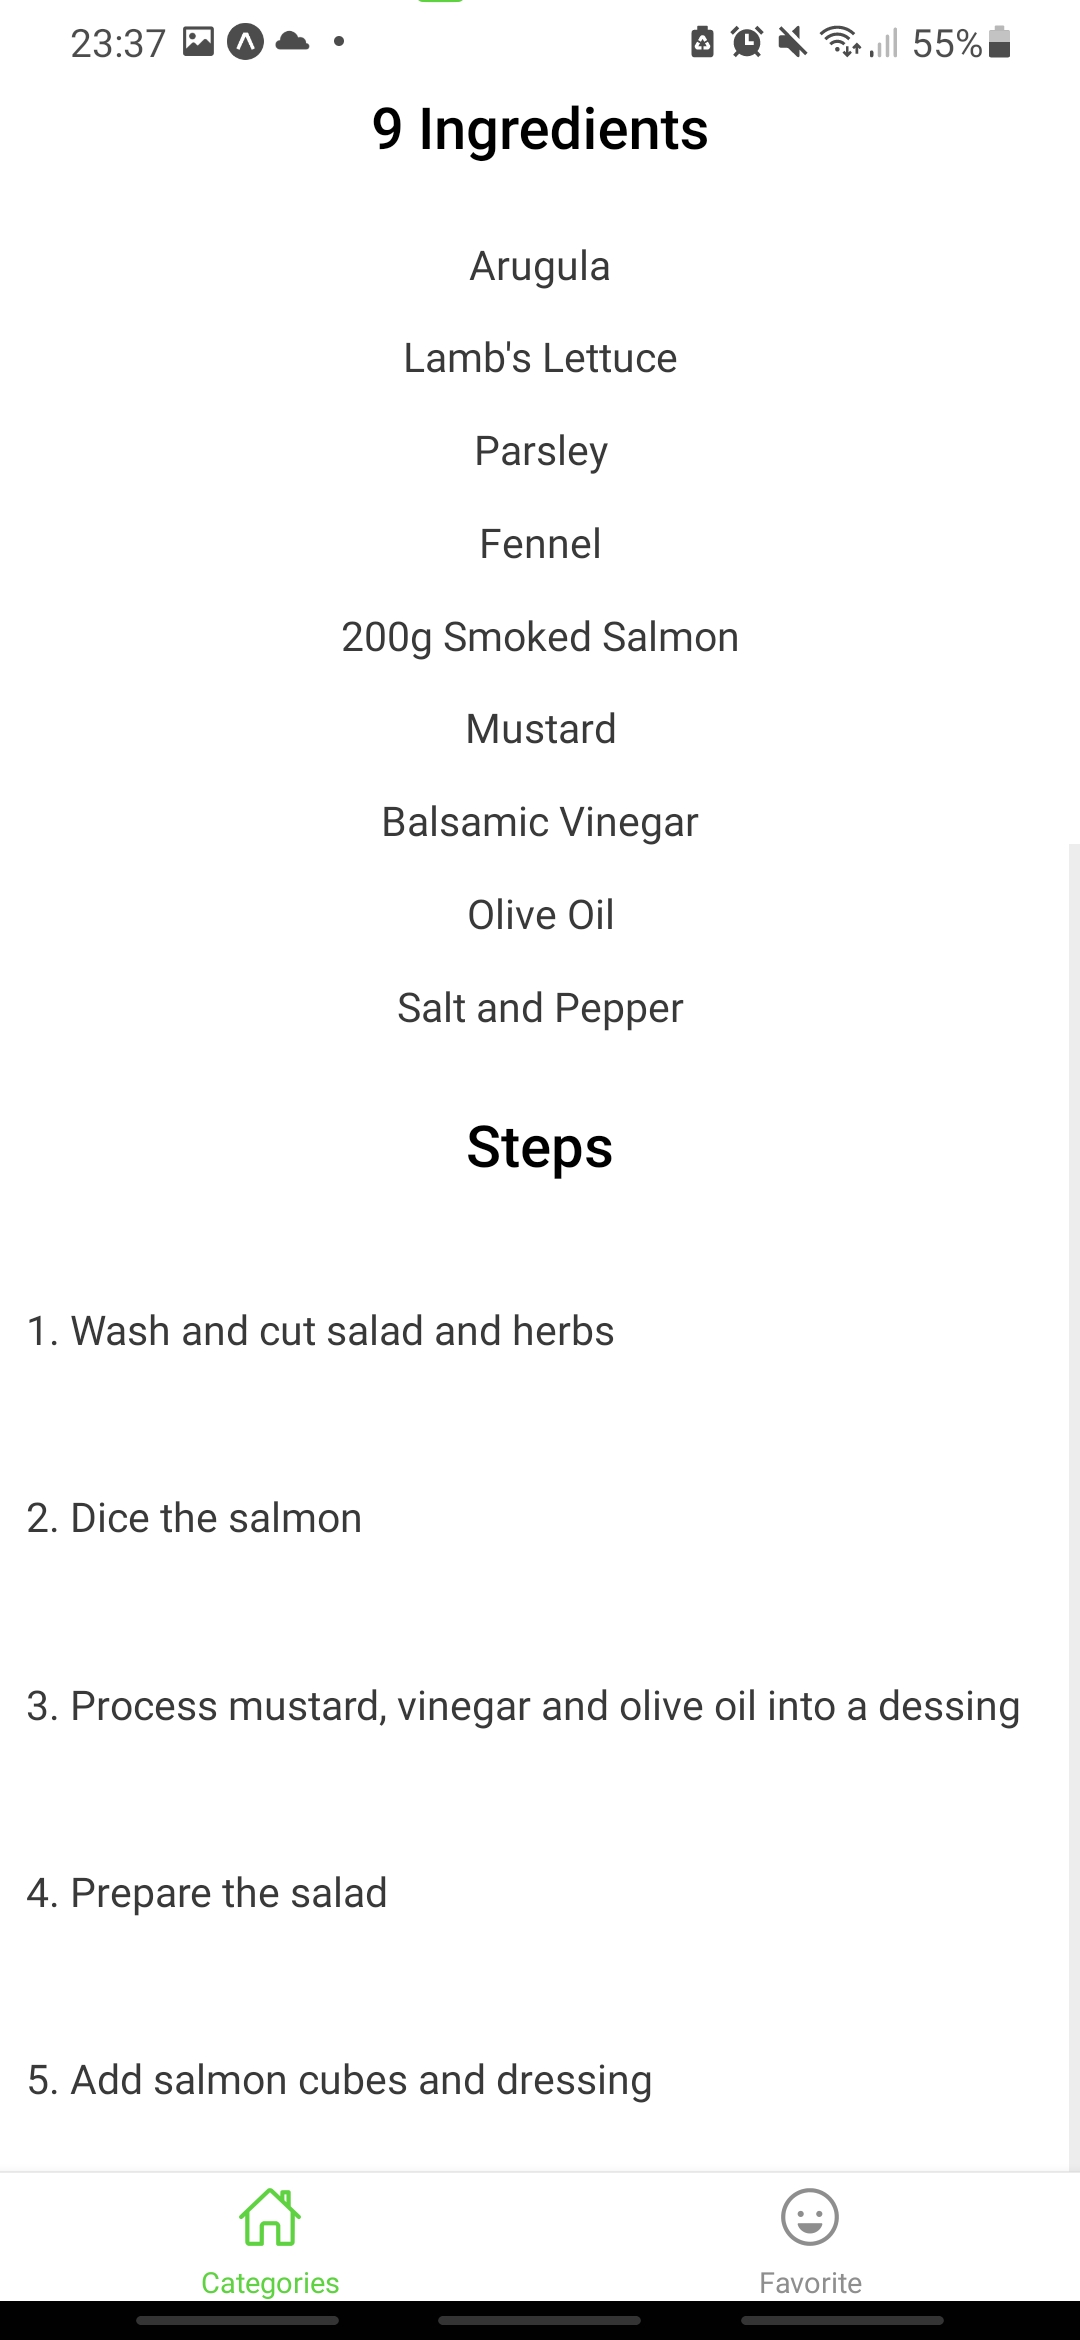 23:37 55%
9 Ingredients
Arugula
Lamb's Lettuce
Parsley
Fennel
200g Smoked Salmon
Mustard
Balsamic Vinegar
Olive Oil
Salt and Pepper
Steps
1. Wash and cut salad and herbs
2. Dice the salmon
3. Process mustard, vinegar and olive oil into a dessing
4. Prepare the salad
5. Add salmon cubes and dressing
Categories Favorite